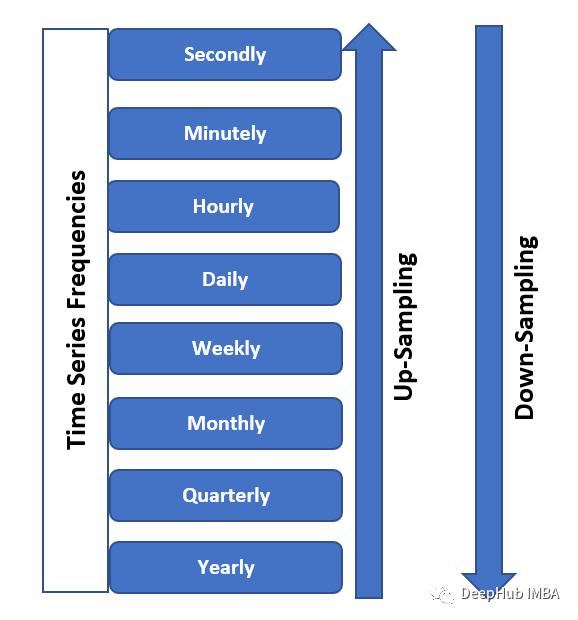 Time Series Frequencies
Secondly
Minutely
Hourly
Daily
Weekly
Monthly
Quarterly
Yearly
Up-Sampling
Down-Sampling
DeepHub IMBA